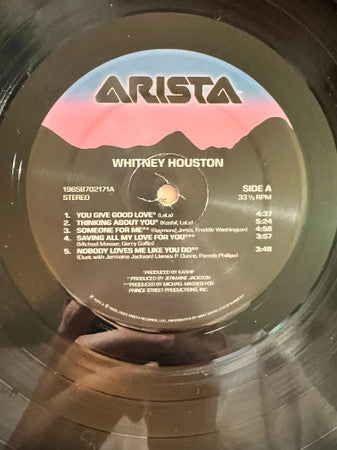 ARISTA
WHITNEY HOUSTON
19658702171A
STEREO
SIDE A
33 ⅓ RPM
1. YOU GIVE GOOD LOVE* (LaLa) 4:37
2. THINKING ABOUT YOU* (Kashif, LaLa) 5:24
3. SOMEONE FOR ME** (Raymond Jones, Freddie Washington) 4:58
4. SAVING ALL MY LOVE FOR YOU*** 3:57
(Michael Masser, Gerry Goffin)
5. NOBODY LOVES ME LIKE YOU DO** 3:48
(Duet with Jermaine Jackson) (James P. Dunne, Pamela Phillips)
*PRODUCED BY KASHIF
**PRODUCED BY JERMAINE JACKSON
***PRODUCED BY MICHAEL MASSER FOR
PRINCE STREET PRODUCTIONS, INC.